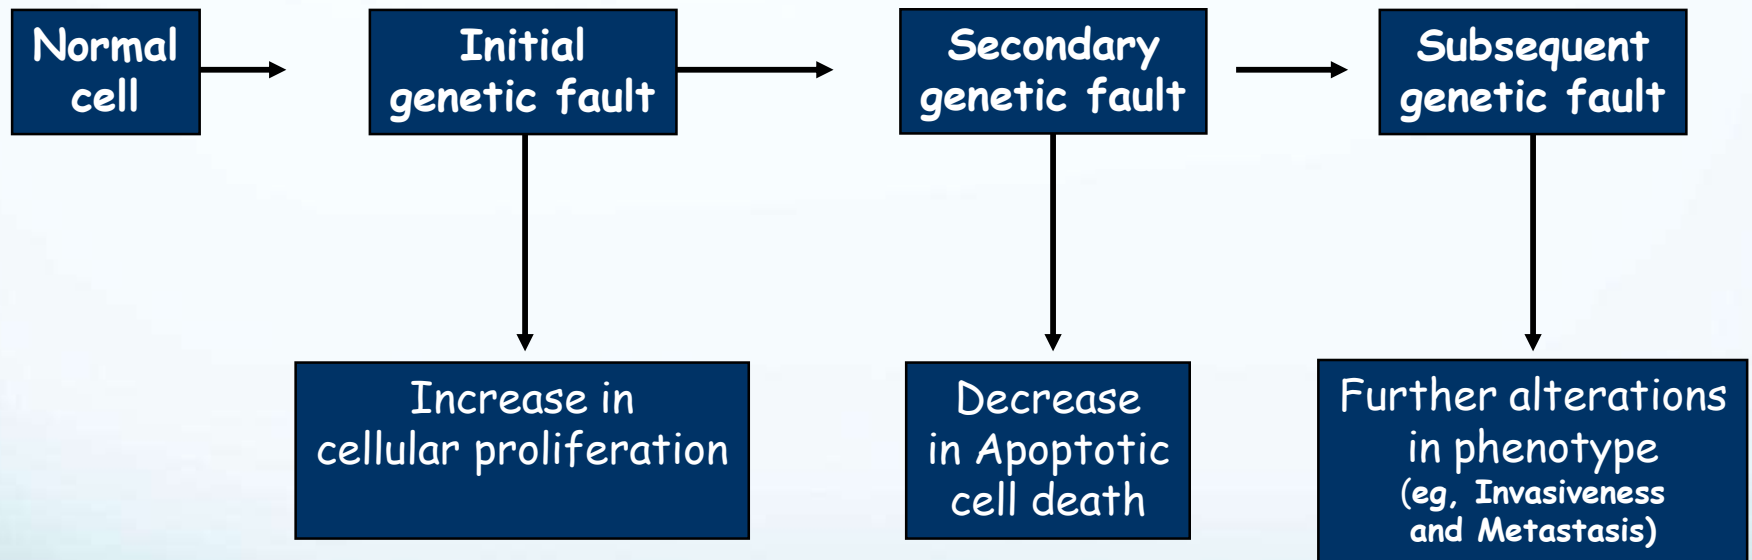 Normal
cell
Initial
genetic fault
Secondary
genetic fault
Subsequent
genetic fault
Increase in
cellular proliferation
Decrease
in Apoptotic
cell death
Further alterations
in phenotype
(eg, Invasiveness
and Metastasis)